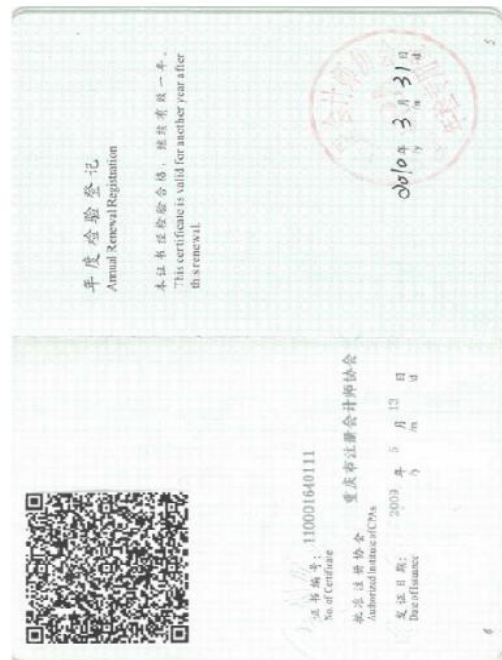 年度检验登记
Annual Renewal Registration
本证书经检验合格,继续有效一年。
This certificate is valid for another year after
this renewal.
2010年3月31日
/y /m /d
5
证书编号: 110001640111
No. of Certificate
批准注册协会 重庆市注册会计师协会
Authorized Institute of CPAs
发证日期: 2009 年 5 月 13 日
Date of Issuance /y /m /d